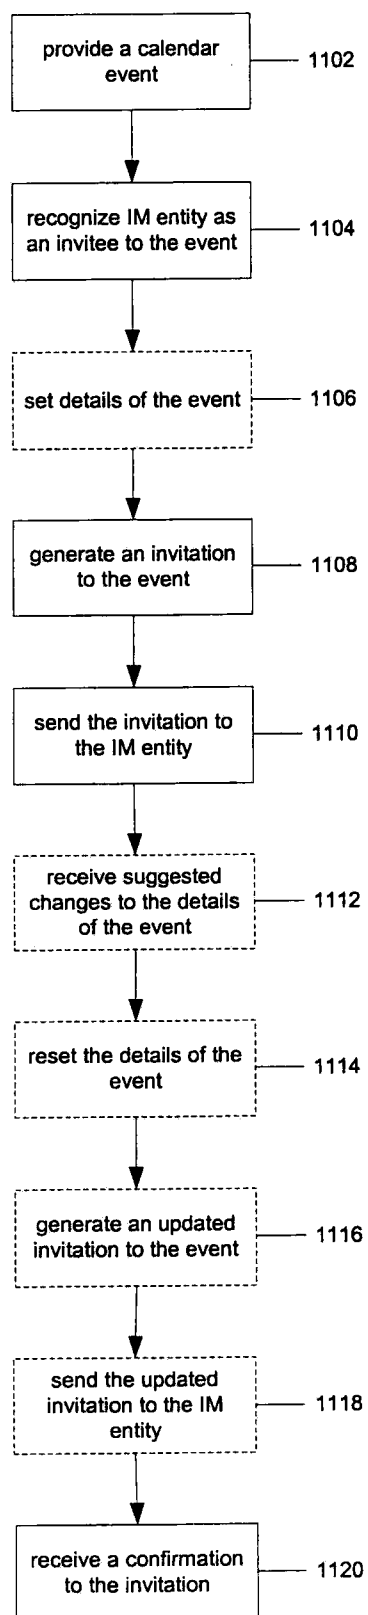 provide a calendar
event
1102
recognize IM entity as
an invitee to the event
1104
set details of the event
1106
generate an invitation
to the event
1108
send the invitation to
the IM entity
1110
receive suggested
changes to the details
of the event
1112
reset the details of the
event
1114
generate an updated
invitation to the event
1116
send the updated
invitation to the IM
entity
1118
receive a confirmation
to the invitation
1120